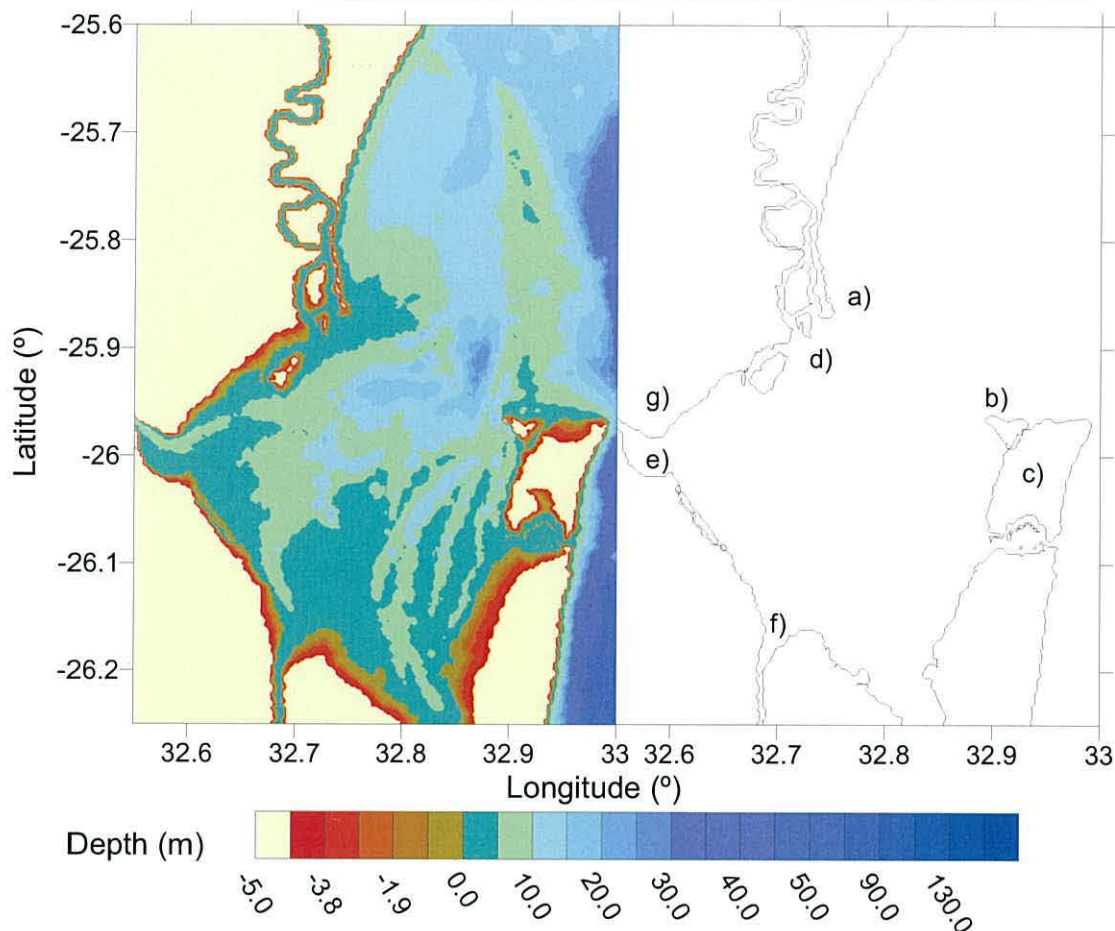 -25.6
-25.7
-25.8
-25.9
-26
-26.1
-26.2
Latitude (º)
a)
d)
g)
b)
e)
c)
f)
32.6 32.7 32.8 32.9 33 32.6 32.7 32.8 32.9 33
Longitude (º)
Depth (m)
-5.0 -3.8 -1.9 0.0 10.0 20.0 30.0 40.0 50.0 90.0 130.0